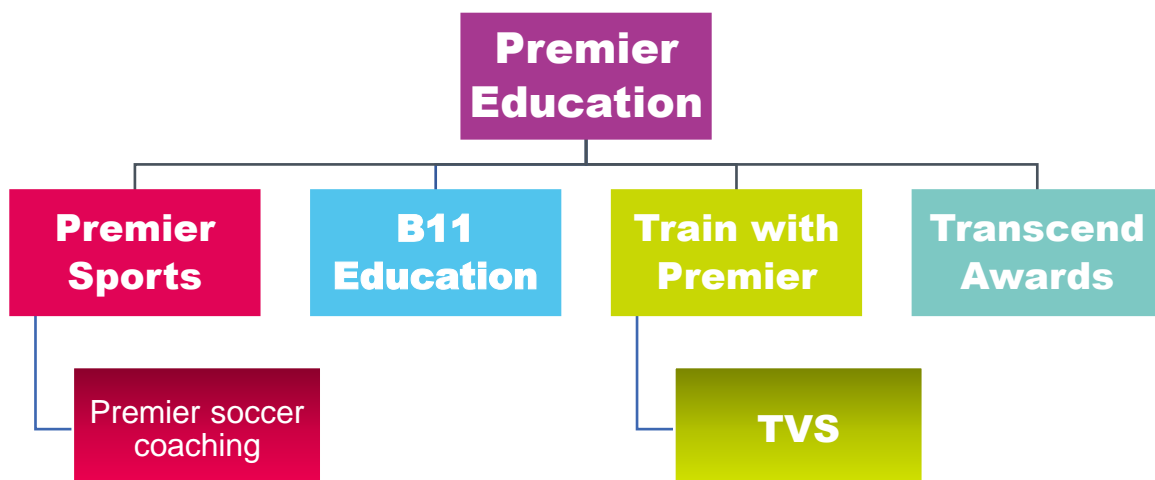 Premier
Education
Premier
Sports
B11
Education
Train with
Premier
Transcend
Awards
Premier soccer
coaching
TVS